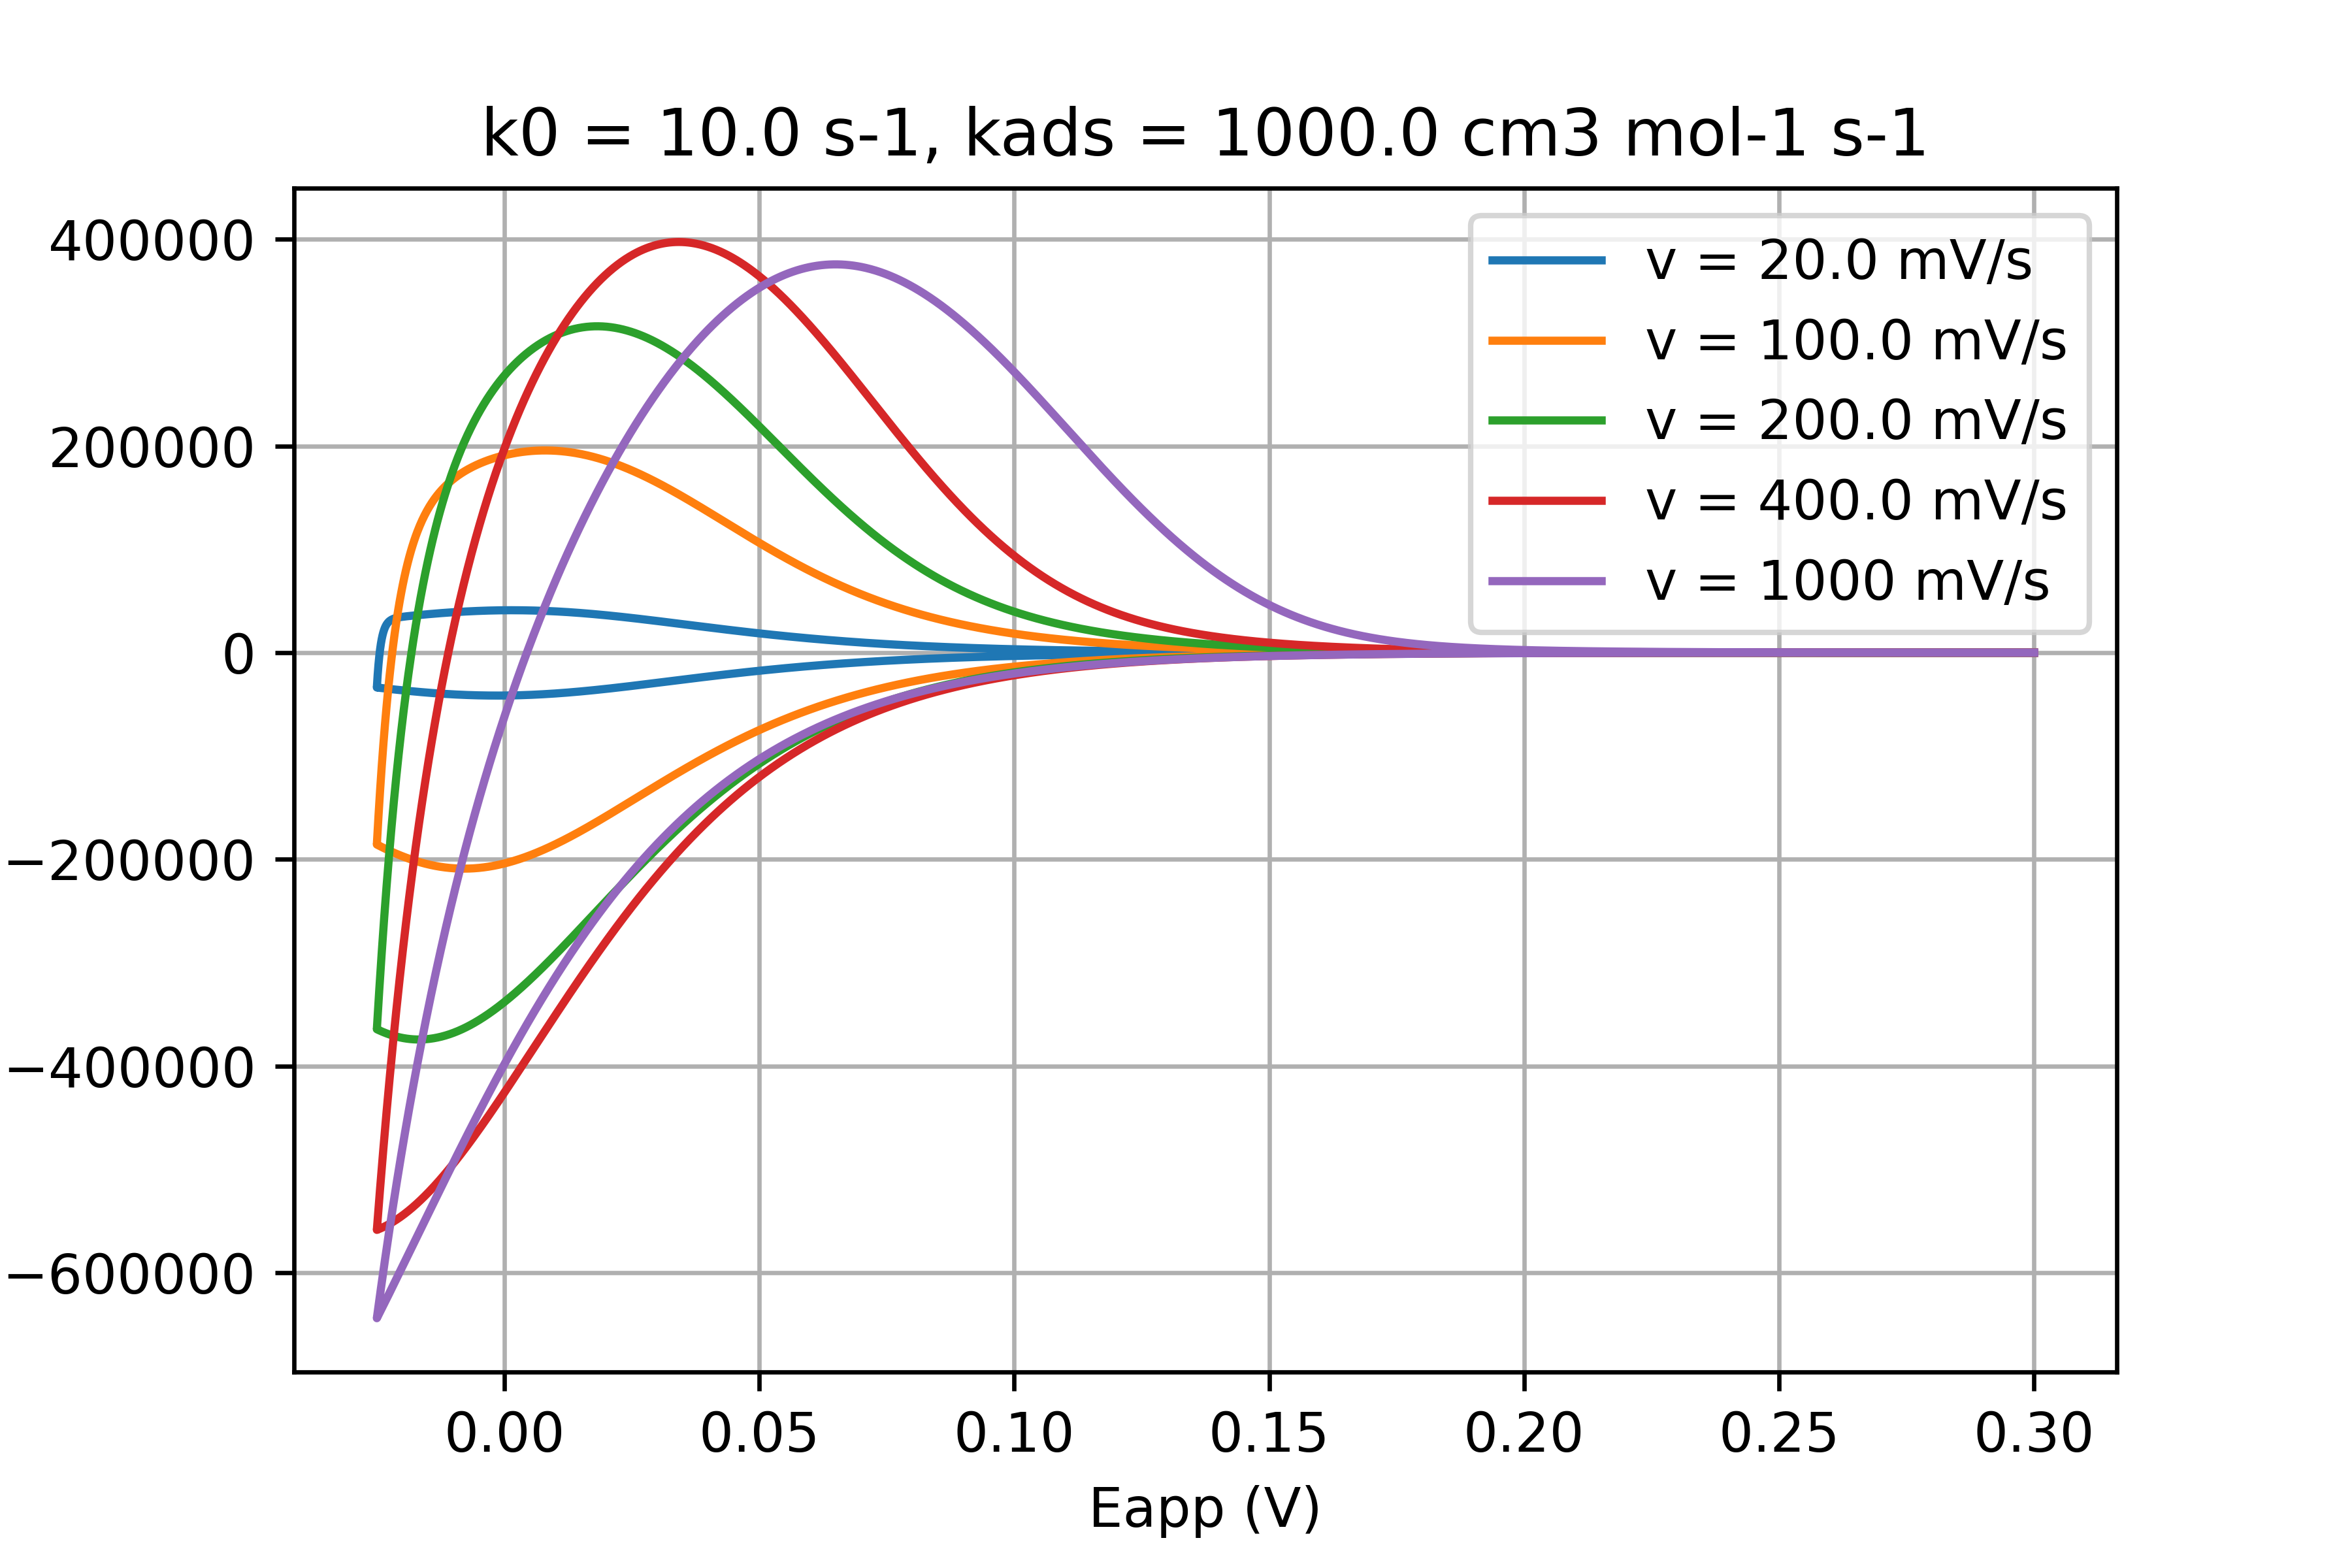 k0 = 10.0 s-1, kads = 1000.0 cm3 mol-1 s-1
400000
200000
0
−200000
−400000
−600000
v = 20.0 mV/s
v = 100.0 mV/s
v = 200.0 mV/s
v = 400.0 mV/s
v = 1000 mV/s
0.00 0.05 0.10 0.15 0.20 0.25 0.30
Eapp (V)